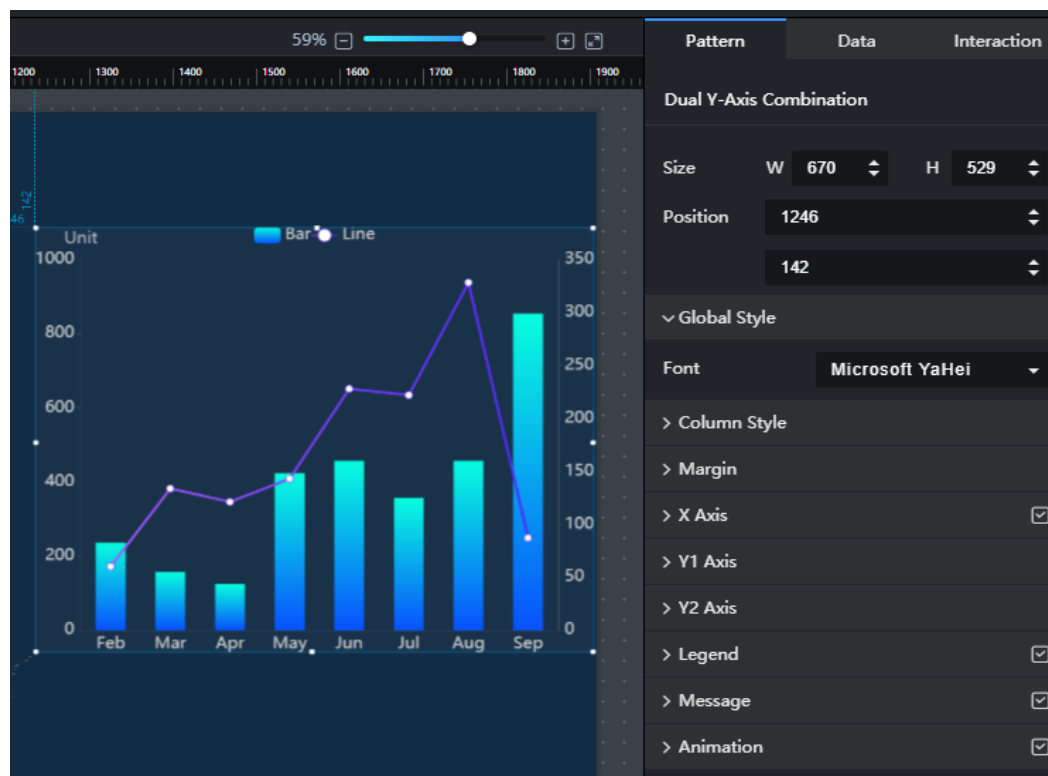 59%
Pattern Data Interaction
1200 1300 1400 1500 1600 1700 1800 1900
Dual Y-Axis Combination
Size W 670 H 529
142
46
Position 1246
142
Unit Bar Line
1000 350
300
800
250
600
200
150
400
100
200
50
0 0
Feb Mar Apr May Jun Jul Aug Sep
Global Style
Font Microsoft YaHei
Column Style
Margin
X Axis
Y1 Axis
Y2 Axis
Legend
Message
Animation